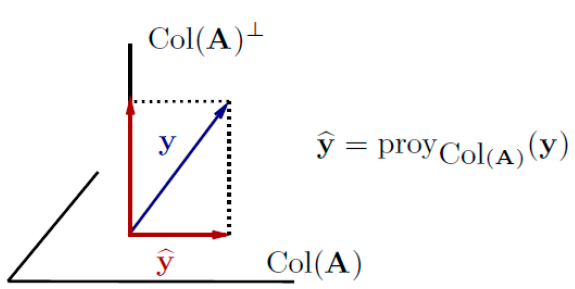 Col(𝐀)^⊥
𝐲
𝐲̂ = proy_Col(𝐀)(𝐲)
𝐲̂
Col(𝐀)